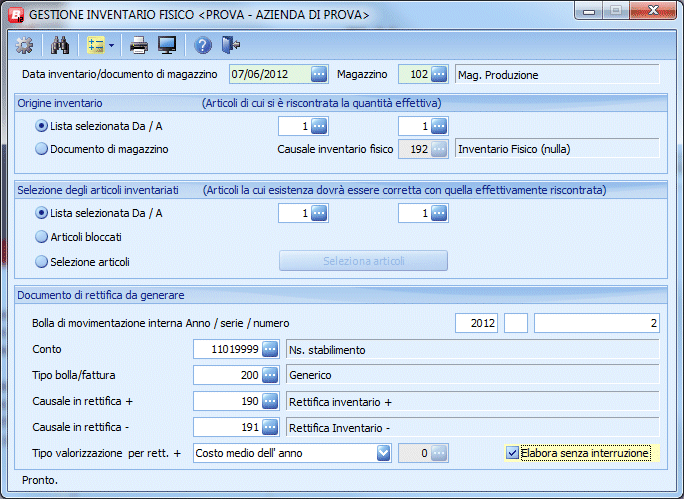 GESTIONE INVENTARIO FISICO <PROVA - AZIENDA DI PROVA>
Data inventario/documento di magazzino 07/06/2012 Magazzino 102 Mag. Produzione
Origine inventario (Articoli di cui si è riscontrata la quantità effettiva)
Lista selezionata Da / A 1 1
Documento di magazzino Causale inventario fisico 192 Inventario Fisico (nulla)
Selezione degli articoli inventariati (Articoli la cui esistenza dovrà essere corretta con quella effettivamente riscontrata)
Lista selezionata Da / A 1 1
Articoli bloccati
Selezione articoli Seleziona articoli
Documento di rettifica da generare
Bolla di movimentazione interna Anno / serie / numero 2012 2
Conto 11019999 Ns. stabilimento
Tipo bolla/fattura 200 Generico
Causale in rettifica + 190 Rettifica inventario +
Causale in rettifica - 191 Rettifica Inventario -
Tipo valorizzazione per rett. + Costo medio dell' anno 0 Elabora senza interruzione
Pronto.